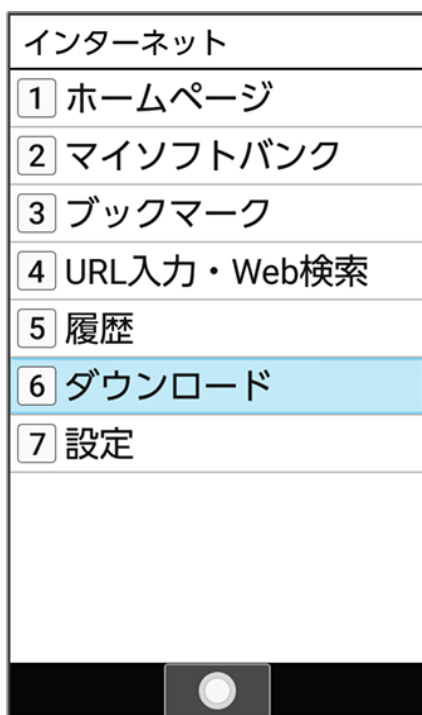 インターネット
1 ホームページ
2 マイソフトバンク
3 ブックマーク
4 URL入力・Web検索
5 履歴
6 ダウンロード
7 設定